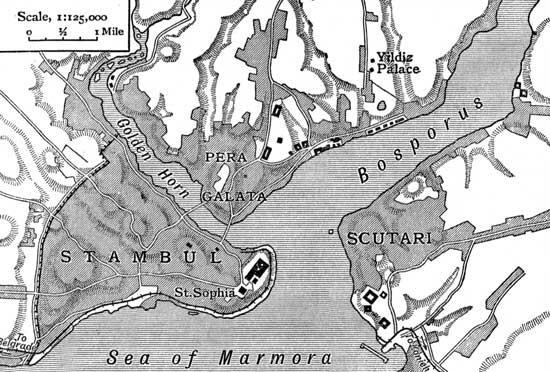 Scale, 1:125,000
0 ½ 1 Mile
Yildiz
Palace
Bosporus
Golden Horn
PERA
GALATA
SCUTARI
STAMBUL
St. Sophia
To
Belgrade
Sea of Marmora